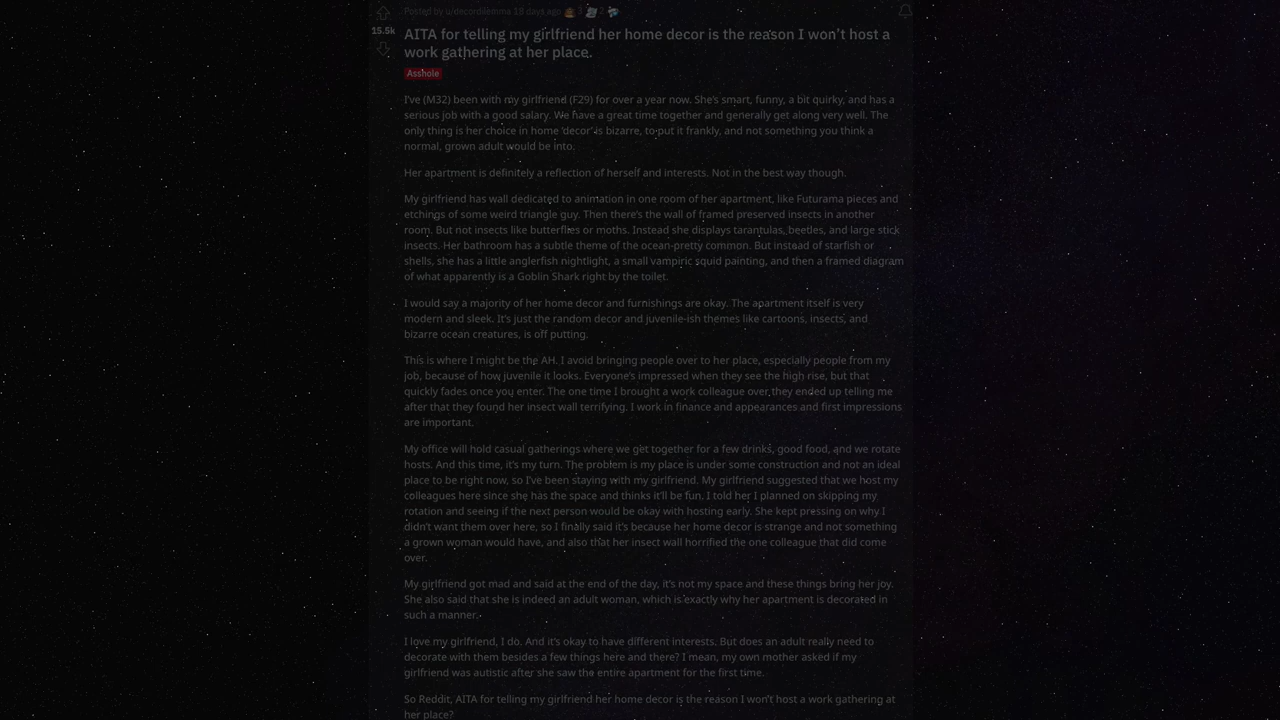 Posted by u/decordilemma 19 days ago
15.5k
AITA for telling my girlfriend her home decor is the reason I won't host a
work gathering at her place.
Asshole
I've (M32) been with my girlfriend (F29) for over a year now. She's smart, funny, a bit quirky, and has a
serious job with a good salary. We have a great time together and generally get along very well. The
only thing is her choice in home 'decor' is bizarre, to put it frankly, and not something you think a
normal, grown adult would be into.
Her apartment is definitely a reflection of herself and interests. Not in the best way though.
My girlfriend has wall dedicated to animation in one room of her apartment, like Futurama pieces and
etchings of some weird triangle guy. Then there's the wall of framed preserved insects in another
room. But not insects like butterflies or moths. Instead she displays tarantulas, beetles, and large stick
insects. Her bathroom has a subtle theme of the ocean-pretty common. But instead of starfish or
shells, she has a little anglerfish nightlight, a small vampiric squid painting, and then a framed diagram
of what apparently is a Goblin Shark right by the toilet.
I would say a majority of her home decor and furnishings are okay. The apartment itself is very
modern and sleek. It's just the random decor and juvenile-ish themes like cartoons, insects, and
bizarre ocean creatures, is off putting.
This is where I might be the AH. I avoid bringing people over to her place, especially people from my
job, because of how juvenile it looks. Everyone's impressed when they see the high rise, but that
quickly fades once you enter. The one time I brought a work colleague over they ended up telling me
after that they found her insect wall terrifying. I work in finance and appearances and first impressions
are important.
My office will hold casual gatherings where we get together for a few drinks, good food, and we rotate
hosts. And this time, it's my turn. The problem is my place is under some construction and not an ideal
place to be right now, so I've been staying with my girlfriend. My girlfriend suggested that we host my
colleagues here since she has the space and thinks it'll be fun. I told her I planned on skipping my
rotation and seeing if the next person would be okay with hosting early. She kept pressing on why I
didn't want them over here, so I finally said it's because her home decor is strange and not something
a grown woman would have, and also that her insect wall horrified the one colleague that did come
over.
My girlfriend got mad and said at the end of the day, it's not my space and these things bring her joy.
She also said that she is indeed an adult woman, which is exactly why her apartment is decorated in
such a manner.
I love my girlfriend, I do. And it's okay to have different interests. But does an adult really need to
decorate with them besides a few things here and there? I mean, my own mother asked if my
girlfriend was autistic after she saw the entire apartment for the first time.
So Reddit, AITA for telling my girlfriend her home decor is the reason I won't host a work gathering at
her place?